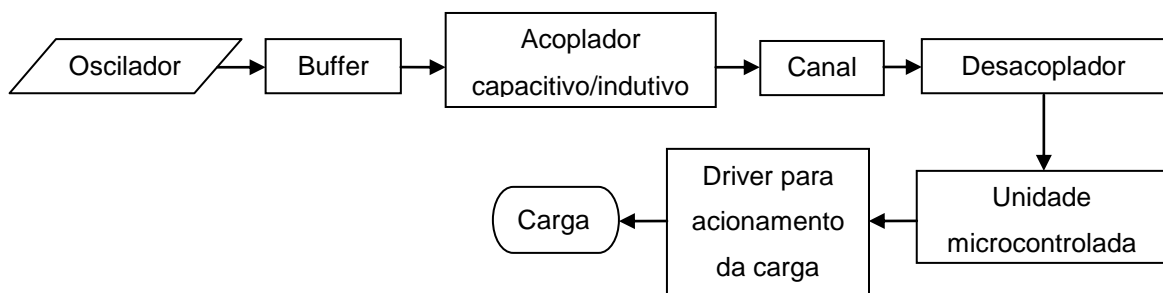 Oscilador
Buffer
Acoplador
capacitivo/indutivo
Canal
Desacoplador
Unidade
microcontrolada
Driver para
acionamento
da carga
Carga